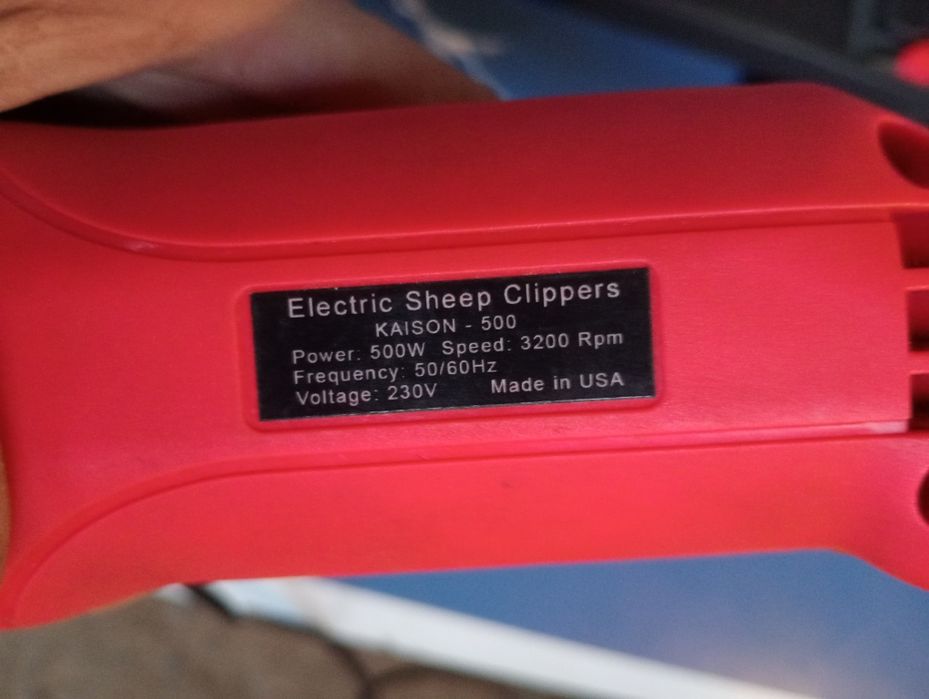 Electric Sheep Clippers
KAISON - 500
Power: 500W Speed: 3200 Rpm
Frequency: 50/60Hz
Voltage: 230V Made in USA